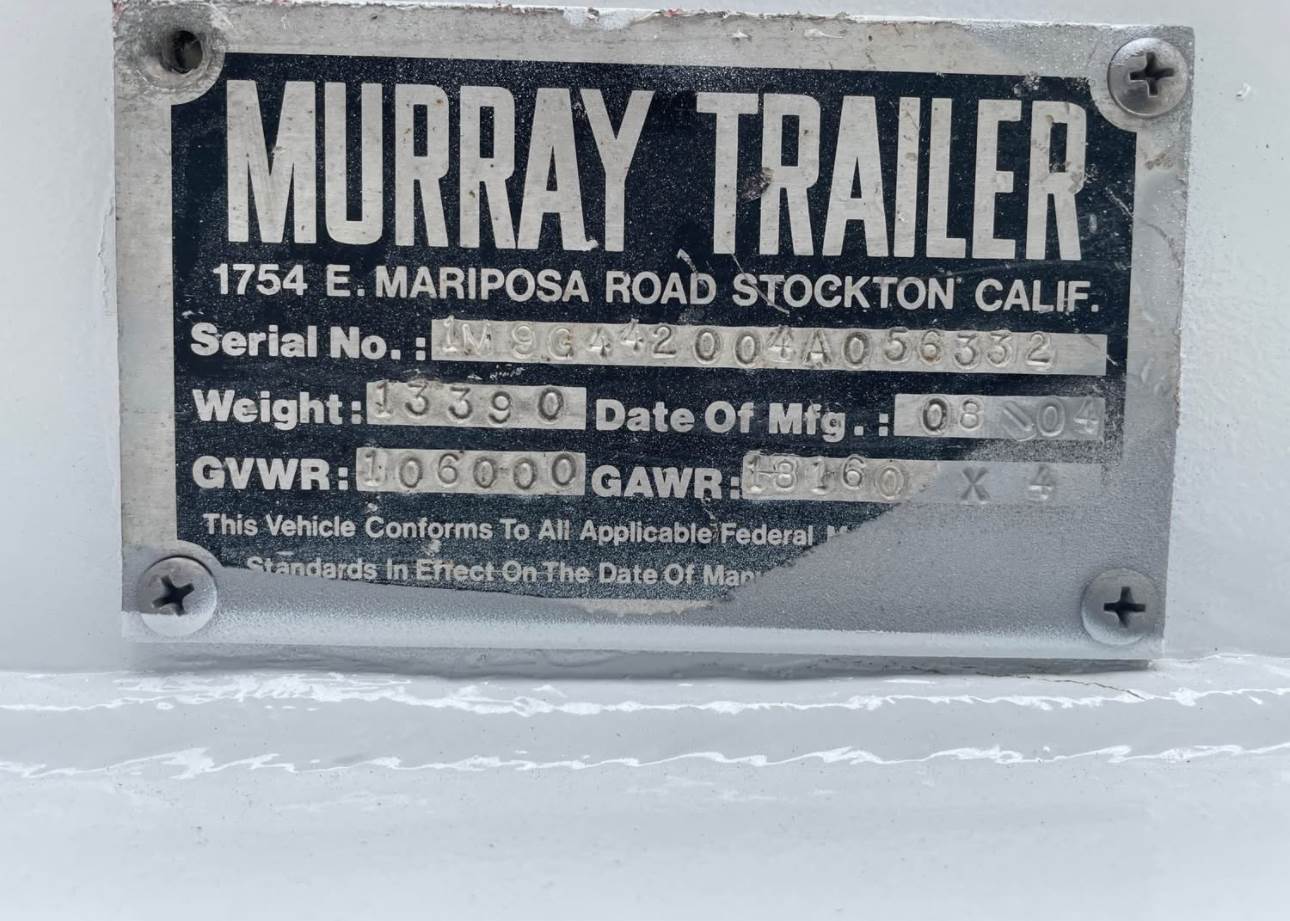 MURRAY TRAILER
1754 E. MARIPOSA ROAD STOCKTON CALIF.
Serial No. : 1M9G442004A056332
Weight: 13390 Date Of Mfg. : 08 04
GVWR: 106000 GAWR: 18160 X 4
This Vehicle Conforms To All Applicable Federal
Standards In Effect On The Date Of